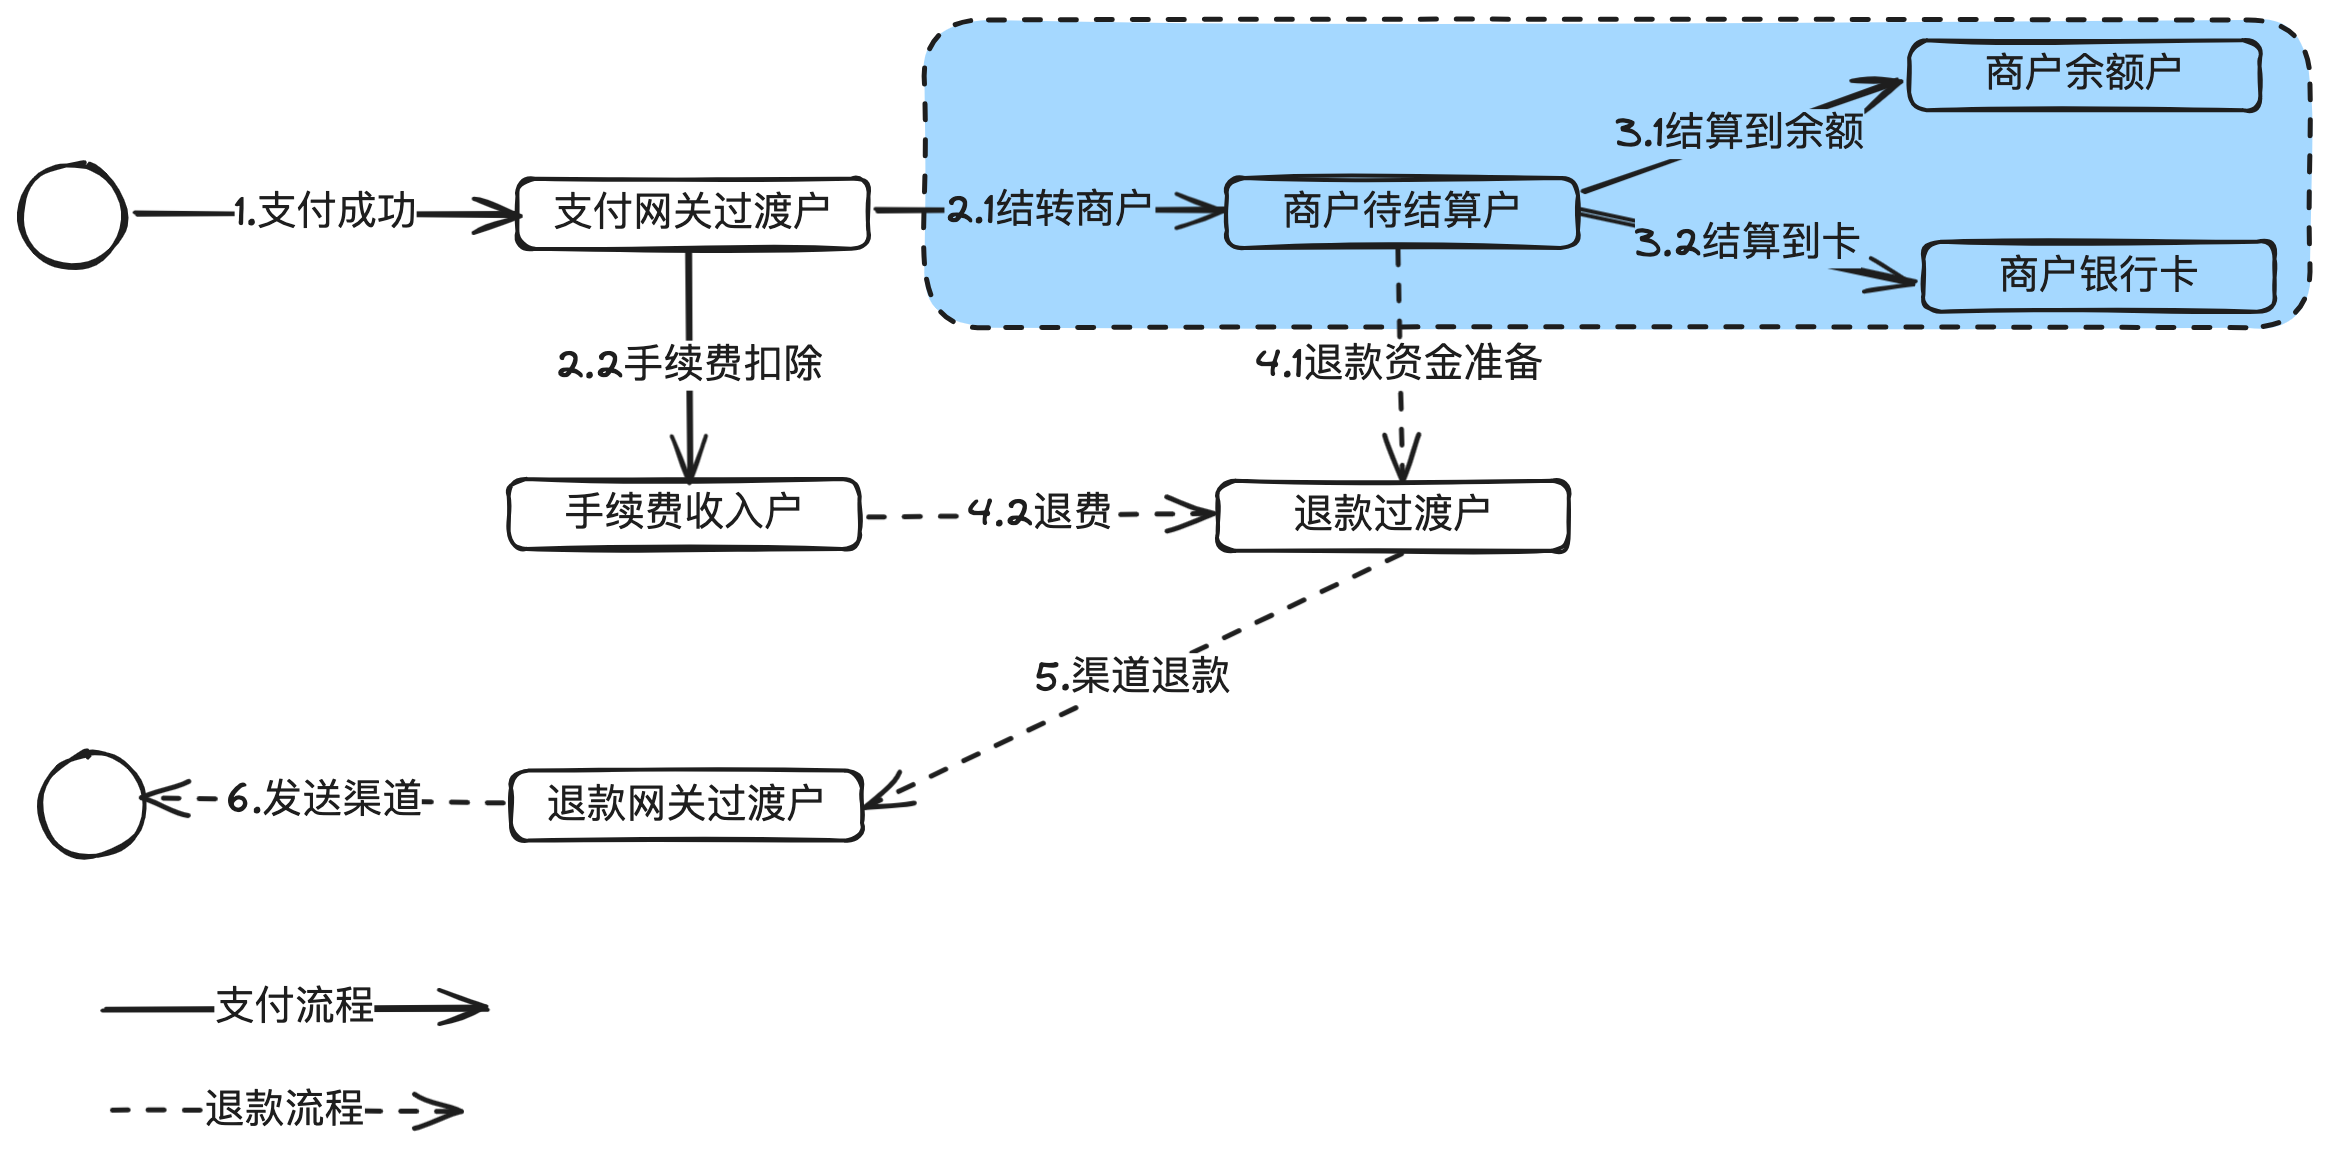 商户余额户
3.1结算到余额
1.支付成功
支付网关过渡户
2.1结转商户
商户待结算户
3.2结算到卡
商户银行卡
2.2手续费扣除
4.1退款资金准备
手续费收入户
4.2退费
退款过渡户
5.渠道退款
6.发送渠道
退款网关过渡户
支付流程
退款流程